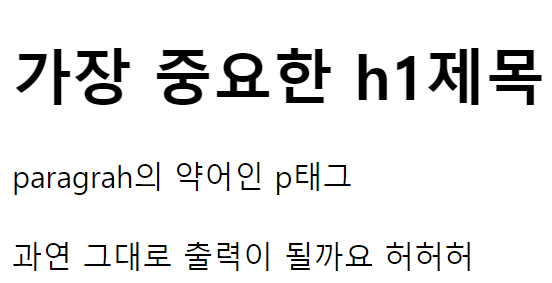 가장 중요한 h1제목
paragrah의 약어인 p태그
과연 그대로 출력이 될까요 허허허